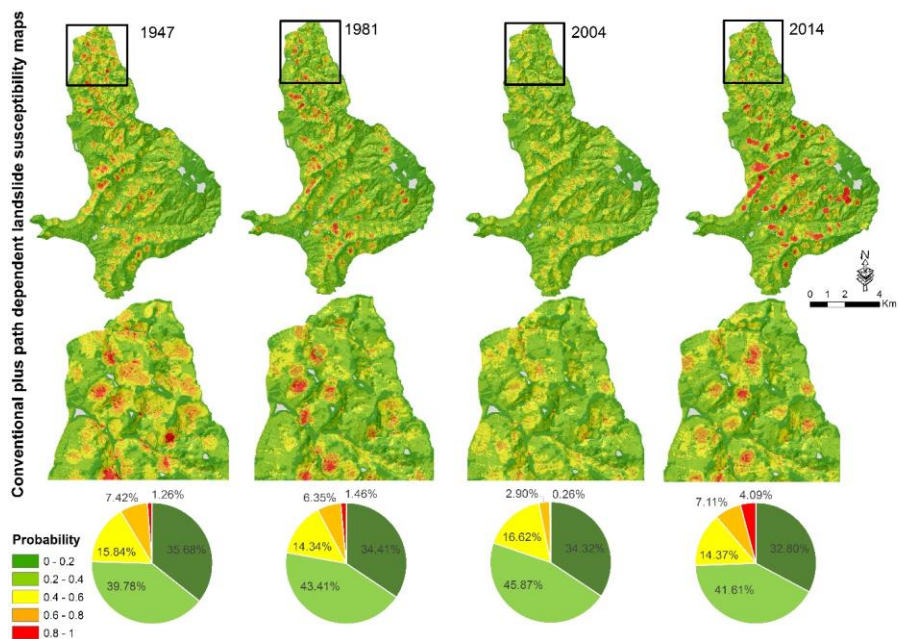 Conventional plus path dependent landslide susceptibility maps
1947
1981
2004
2014
N
0 1 2 4
Km
7.42%
1.26%
15.84%
35.68%
39.78%
6.35%
1.46%
14.34%
34.41%
43.41%
2.90%
0.26%
16.62%
34.32%
45.87%
7.11%
4.09%
14.37%
32.80%
41.61%
Probability
0 - 0.2
0.2 - 0.4
0.4 - 0.6
0.6 - 0.8
0.8 - 1